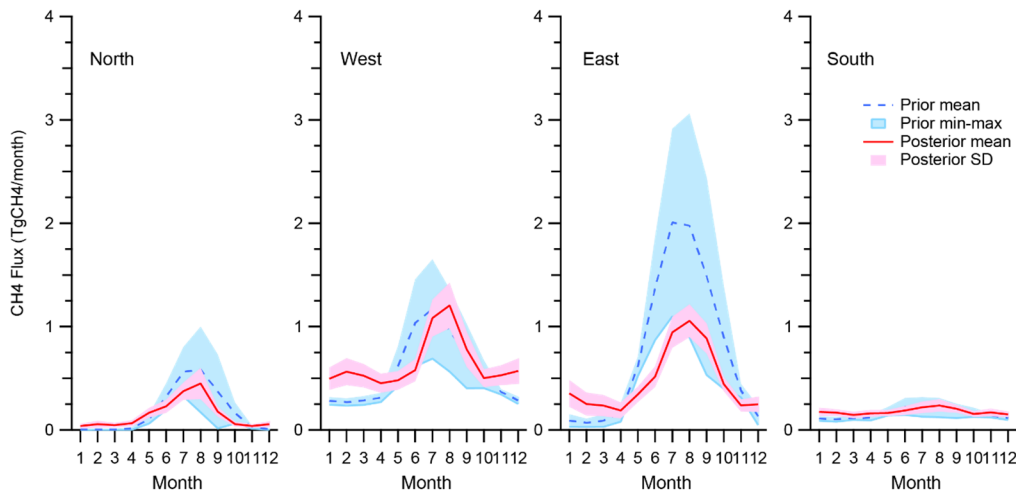 North
West
East
South
Prior mean
Prior min-max
Posterior mean
Posterior SD
CH4 Flux (TgCH4/month)
4
3
2
1
0
4
3
2
1
0
4
3
2
1
0
4
3
2
1
0
1 2 3 4 5 6 7 8 9 10 11 12
1 2 3 4 5 6 7 8 9 10 11 12
1 2 3 4 5 6 7 8 9 10 11 12
1 2 3 4 5 6 7 8 9 10 11 12
Month
Month
Month
Month